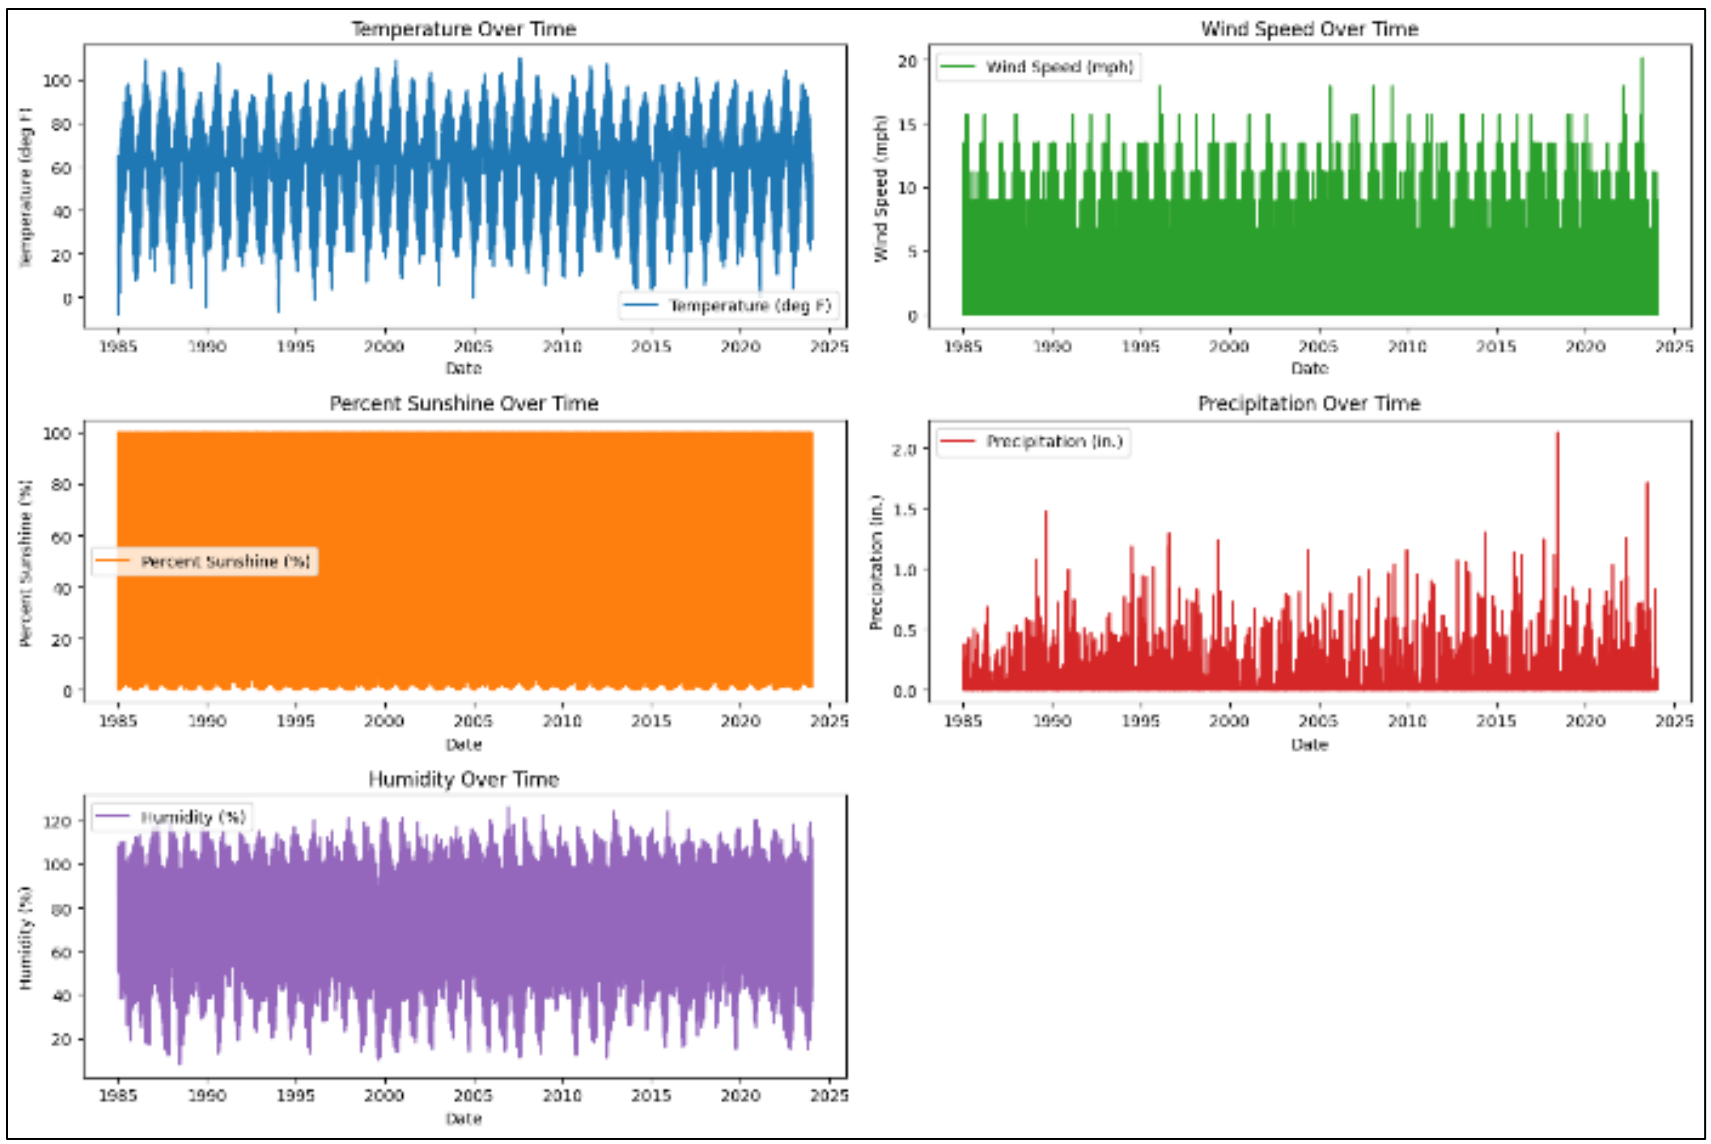 Temperature Over Time
Temperature (deg F)
100
80
60
40
20
0
Temperature (deg F)
1985 1990 1995 2000 2005 2010 2015 2020 2025
Date
Wind Speed Over Time
Wind Speed (mph)
20
15
10
5
0
Wind Speed (mph)
1985 1990 1995 2000 2005 2010 2015 2020 2025
Date
Percent Sunshine Over Time
Percent Sunshine (%)
100
80
60
40
20
0
Percent Sunshine (%)
1985 1990 1995 2000 2005 2010 2015 2020 2025
Date
Precipitation Over Time
Precipitation (in.)
2.0
1.5
1.0
0.5
0.0
Precipitation (in.)
1985 1990 1995 2000 2005 2010 2015 2020 2025
Date
Humidity Over Time
Humidity (%)
120
100
80
60
40
20
Humidity (%)
1985 1990 1995 2000 2005 2010 2015 2020 2025
Date